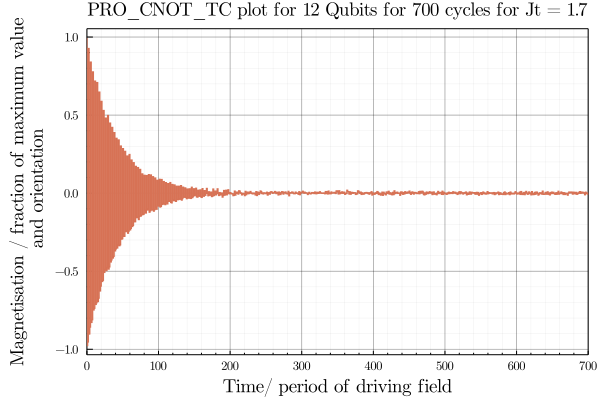 PRO_CNOT_TC plot for 12 Qubits for 700 cycles for Jt = 1.7
Magnetisation / fraction of maximum value
and orientation
1.0
0.5
0.0
−0.5
−1.0
0 100 200 300 400 500 600 700
Time/ period of driving field